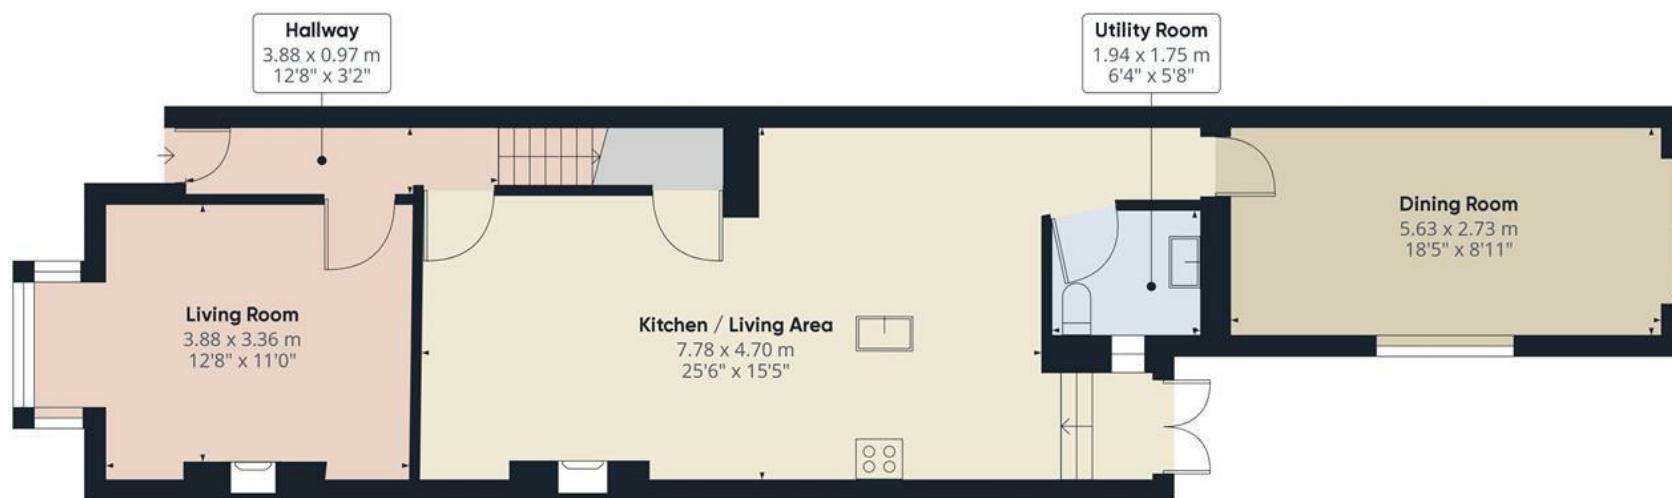 Hallway
3.88 x 0.97 m
12'8" x 3'2"
Utility Room
1.94 x 1.75 m
6'4" x 5'8"
Dining Room
5.63 x 2.73 m
18'5" x 8'11"
Living Room
3.88 x 3.36 m
12'8" x 11'0"
Kitchen / Living Area
7.78 x 4.70 m
25'6" x 15'5"